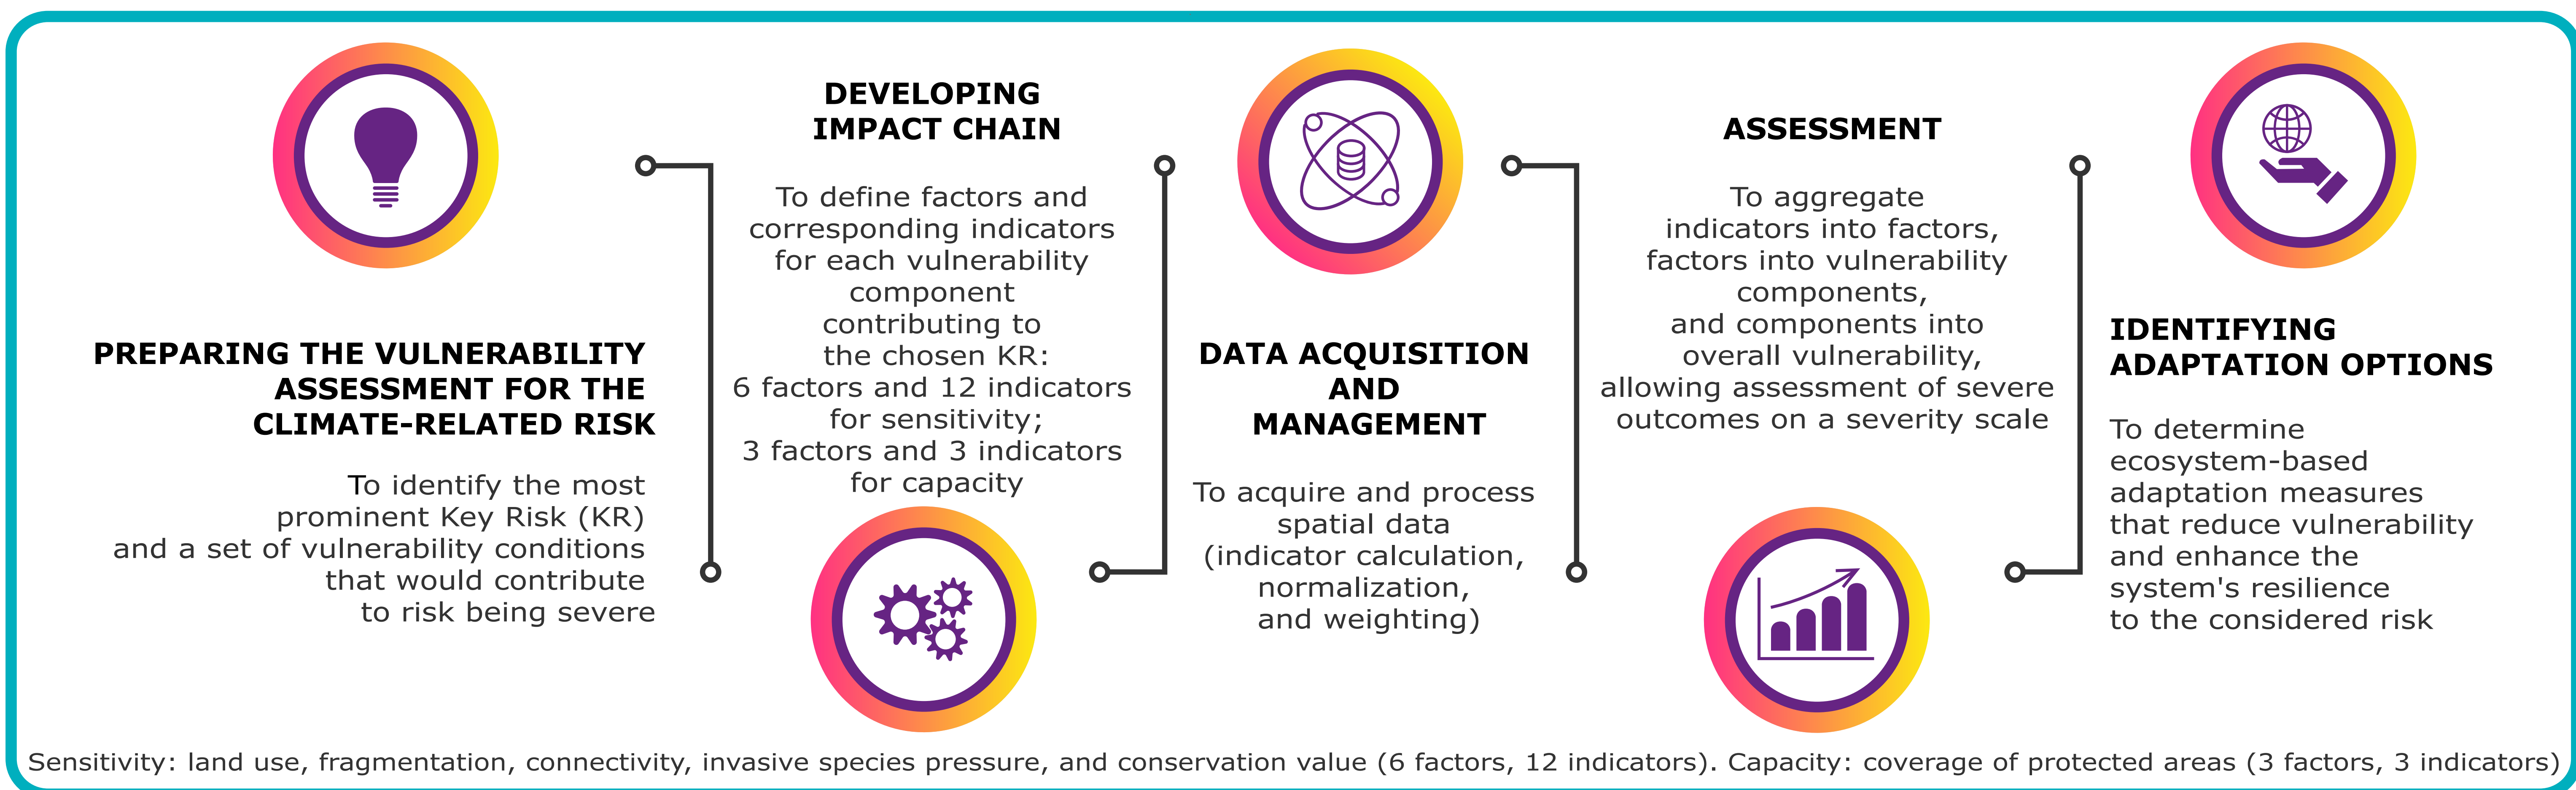 PREPARING THE VULNERABILITY
ASSESSMENT FOR THE
CLIMATE-RELATED RISK
To identify the most
prominent Key Risk (KR)
and a set of vulnerability conditions
that would contribute
to risk being severe
DEVELOPING
IMPACT CHAIN
To define factors and
corresponding indicators
for each vulnerability
component
contributing to
the chosen KR:
6 factors and 12 indicators
for sensitivity;
3 factors and 3 indicators
for capacity
DATA ACQUISITION
AND
MANAGEMENT
To acquire and process
spatial data
(indicator calculation,
normalization,
and weighting)
ASSESSMENT
To aggregate
indicators into factors,
factors into vulnerability
components,
and components into
overall vulnerability,
allowing assessment of severe
outcomes on a severity scale
IDENTIFYING
ADAPTATION OPTIONS
To determine
ecosystem-based
adaptation measures
that reduce vulnerability
and enhance the
system's resilience
to the considered risk
Sensitivity: land use, fragmentation, connectivity, invasive species pressure, and conservation value (6 factors, 12 indicators). Capacity: coverage of protected areas (3 factors, 3 indicators)